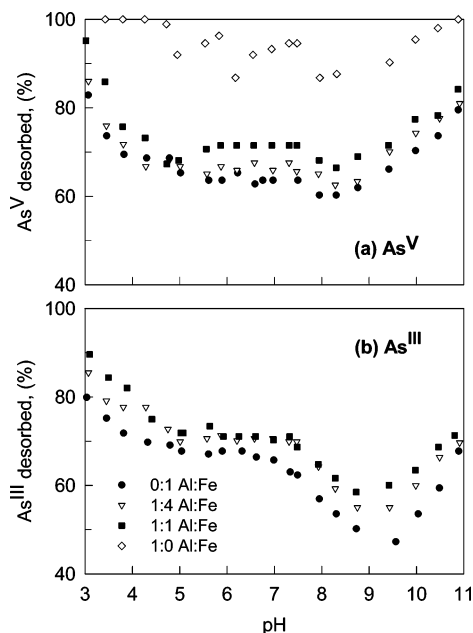 100
80
60
40
As^V desorbed, (%)
(a) As^V
100
80
60
40
As^III desorbed, (%)
(b) As^III
0:1 Al:Fe
1:4 Al:Fe
1:1 Al:Fe
1:0 Al:Fe
3 4 5 6 7 8 9 10 11
pH